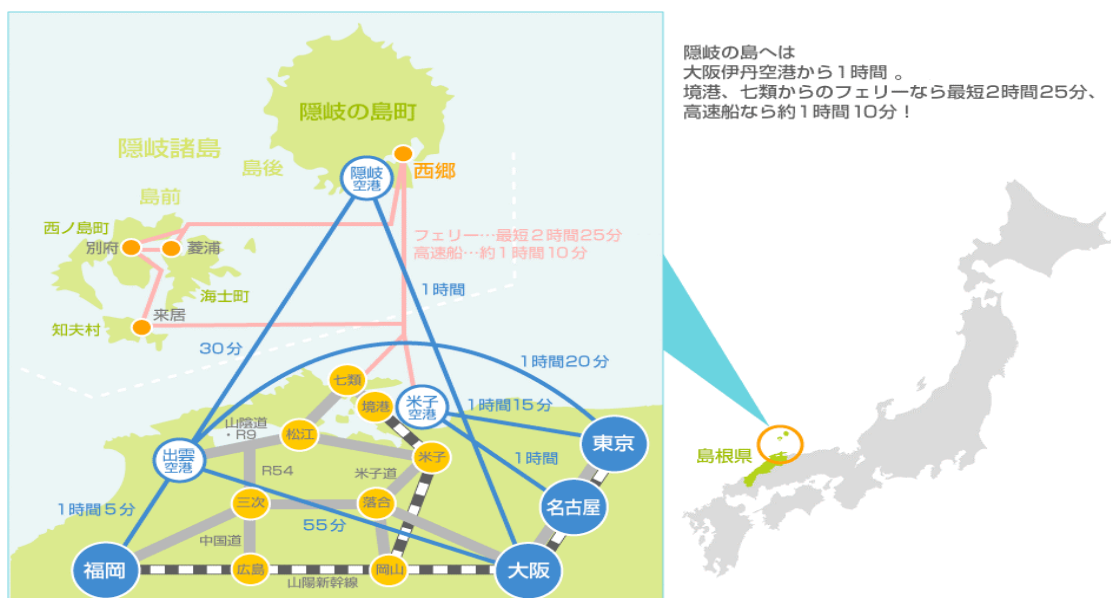 隠岐の島へは
大阪伊丹空港から1時間 。
境港、七類からのフェリーなら最短2時間25分、
高速船なら約1時間10分！
隠岐の島町
隠岐諸島
島後
隠岐
空港
西郷
島前
西ノ島町
別府
菱浦
フェリー…最短2時間25分
高速船…約1時間10分
海士町
1時間
来居
知夫村
30分
1時間20分
七類
境港
米子
空港
1時間15分
山陰道
・R9
松江
東京
出雲
空港
米子
1時間
島根県
R54
米子道
名古屋
三次
落合
1時間5分
55分
中国道
福岡
広島
岡山
大阪
山陽新幹線